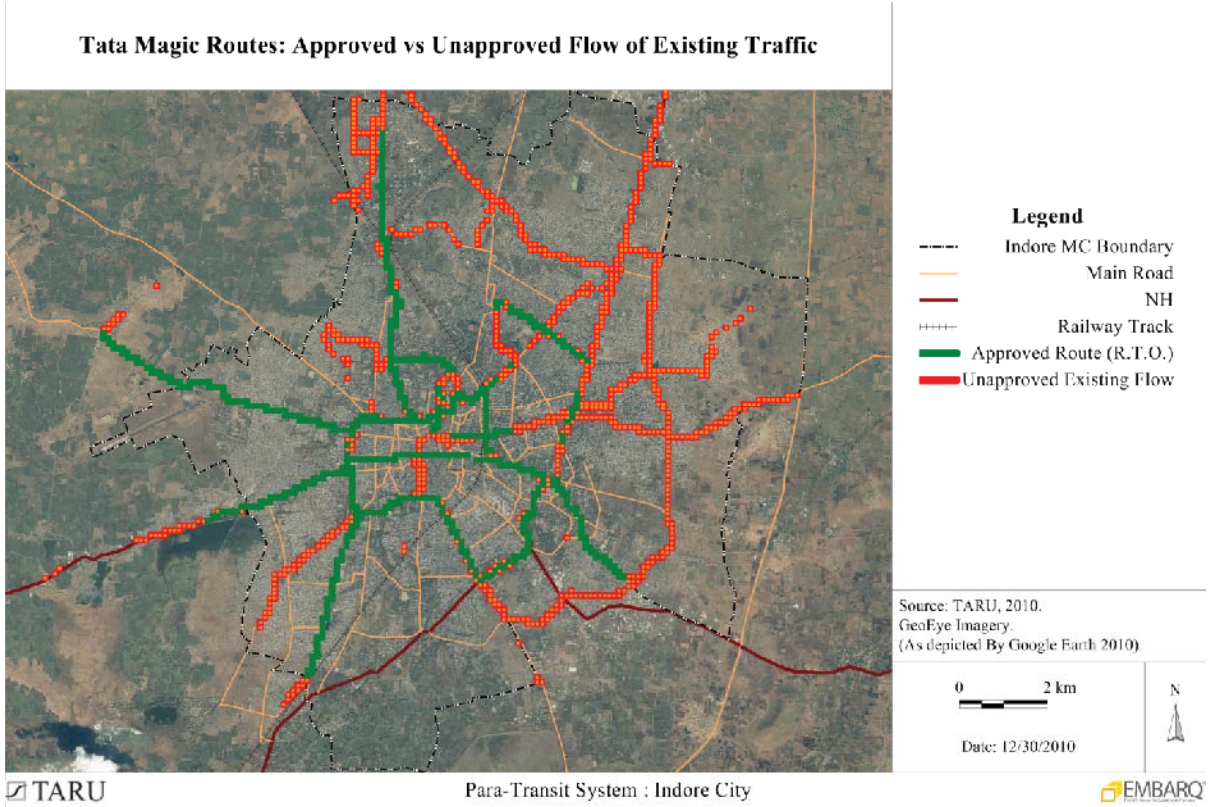 Tata Magic Routes: Approved vs Unapproved Flow of Existing Traffic
Legend
Indore MC Boundary
Main Road
NH
Railway Track
Approved Route (R.T.O.)
Unapproved Existing Flow
Source: TARU, 2010.
GeoEye Imagery.
(As depicted By Google Earth 2010)
0 2 km
N
Date: 12/30/2010
TARU
Para-Transit System : Indore City
EMBARQ